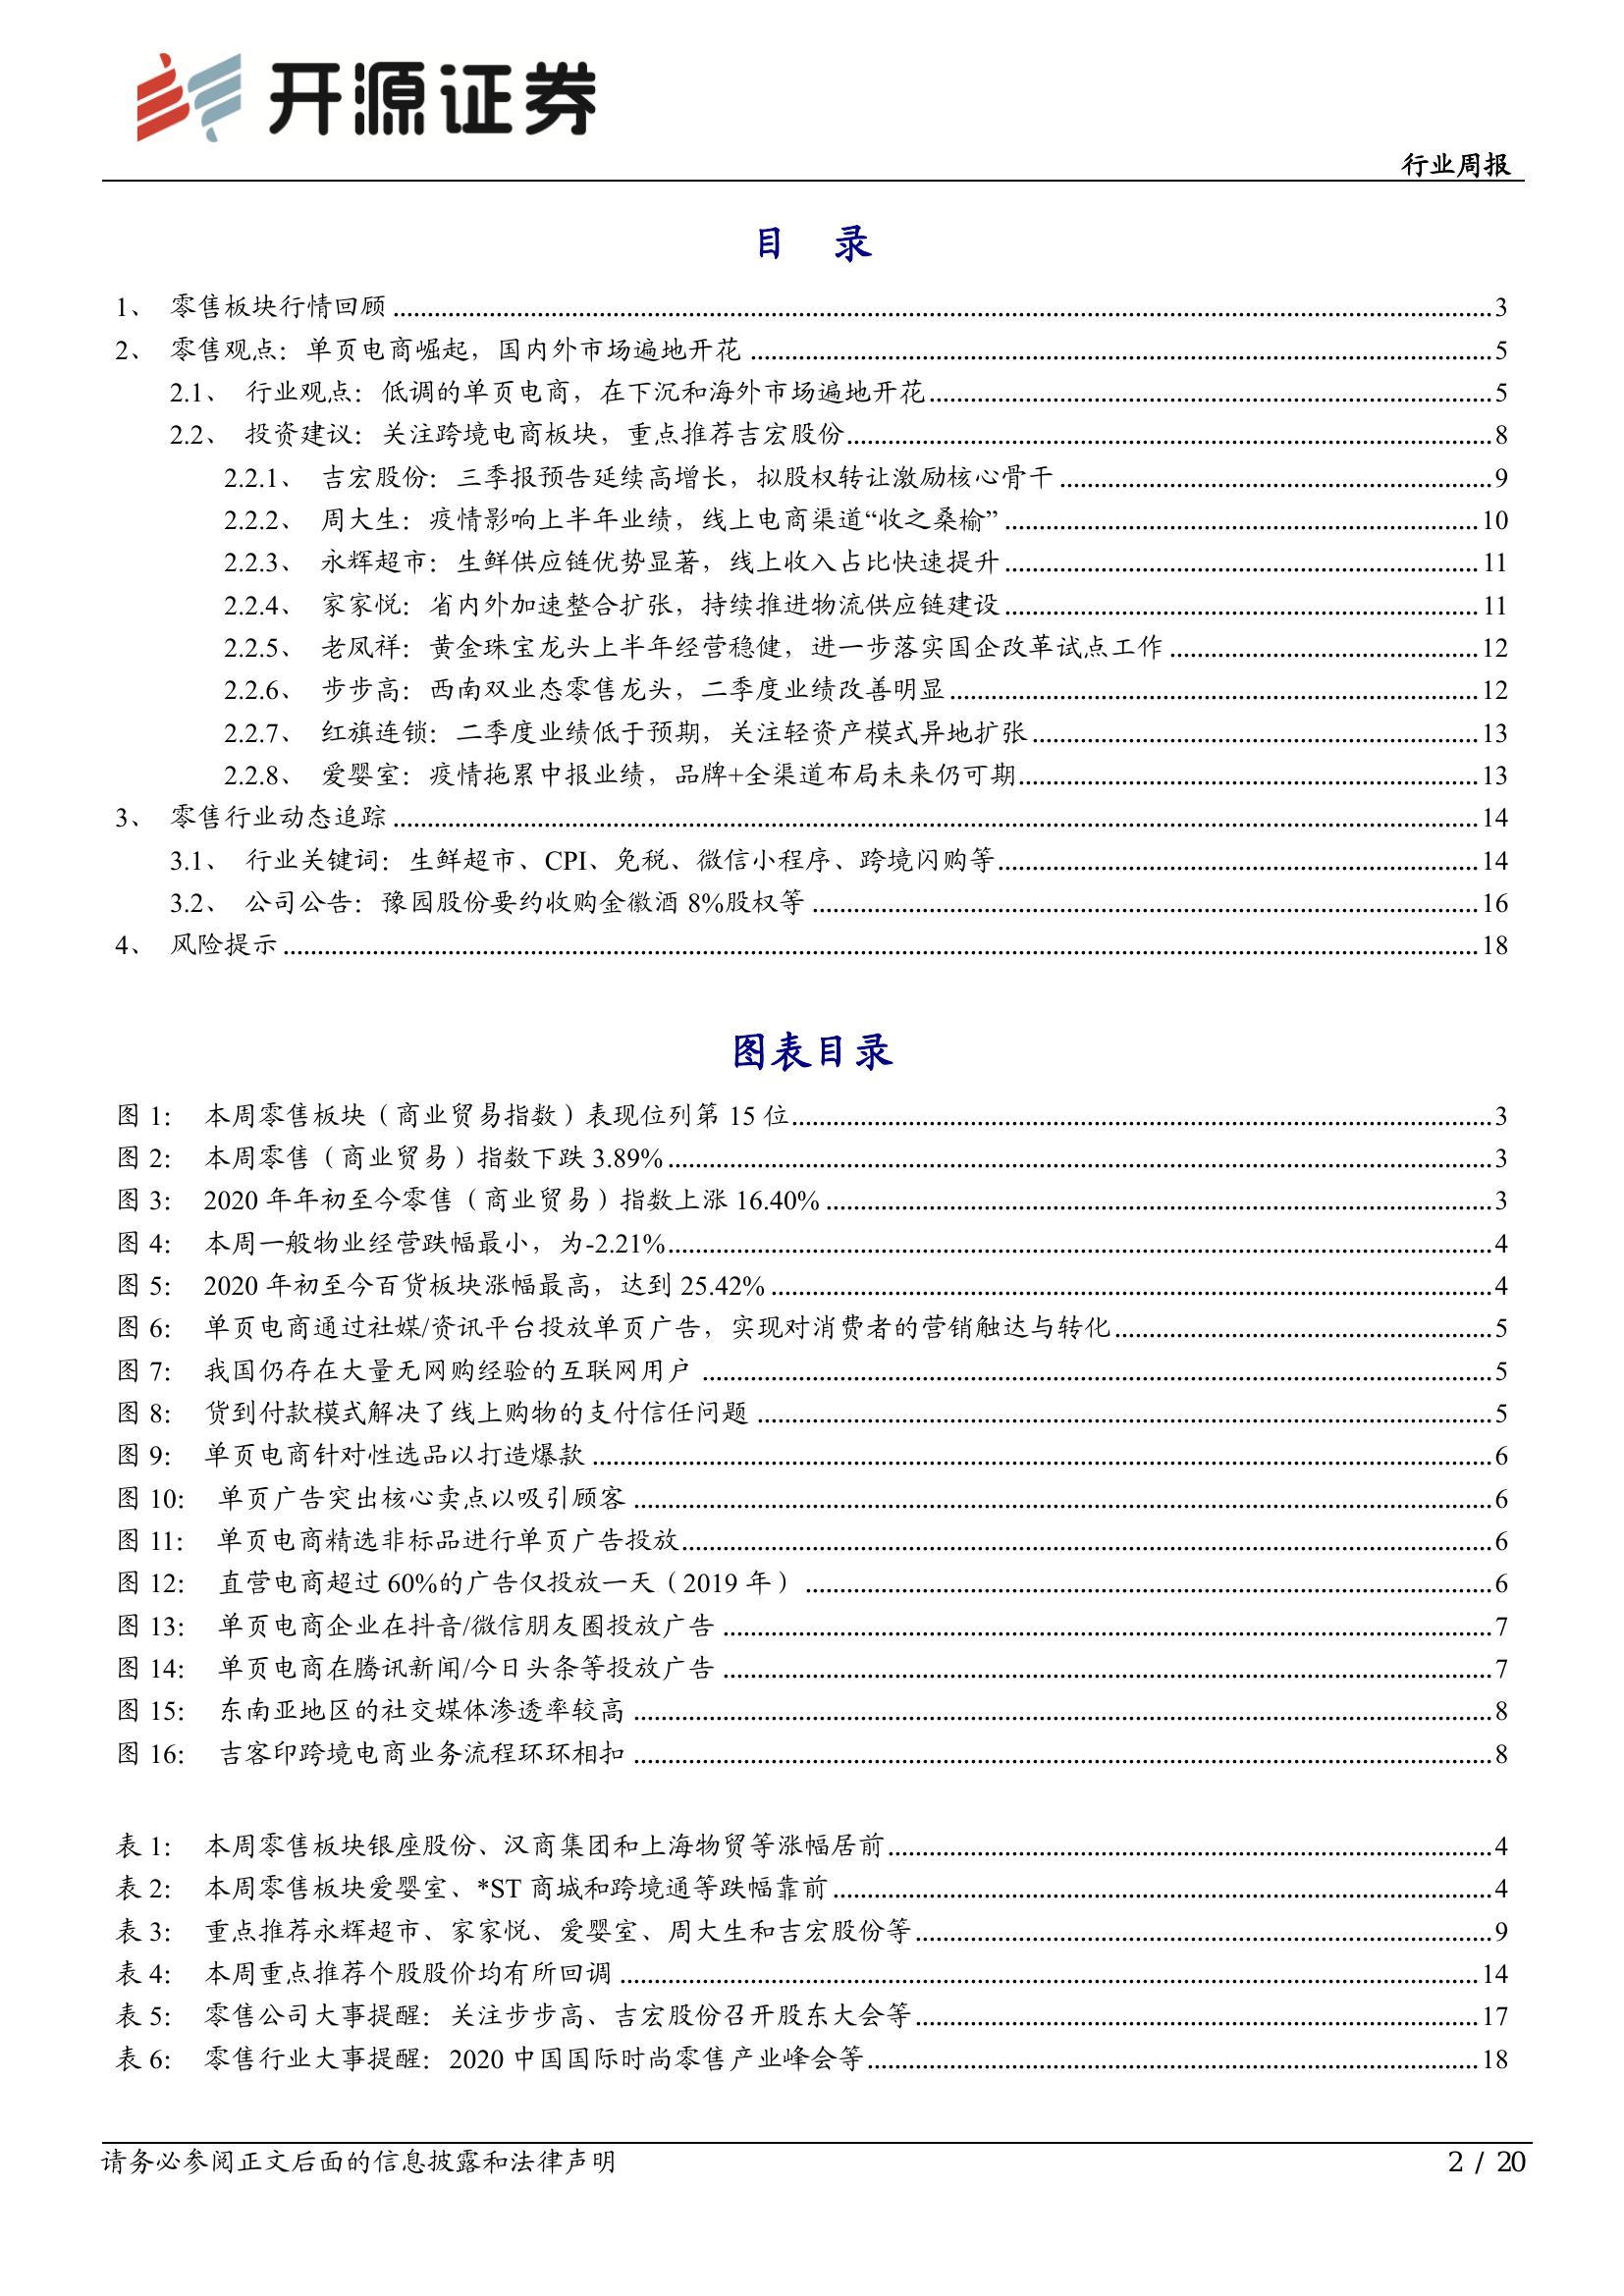 开源证券
行业周报
目 录
1、 零售板块行情回顾 ........ 3
2、 零售观点：单页电商崛起，国内外市场遍地开花 ........ 5
2.1、 行业观点：低调的单页电商，在下沉和海外市场遍地开花 ........ 5
2.2、 投资建议：关注跨境电商板块，重点推荐吉宏股份 ........ 8
2.2.1、 吉宏股份：三季报预告延续高增长，拟股权转让激励核心骨干 ........ 9
2.2.2、 周大生：疫情影响上半年业绩，线上电商渠道“收之桑榆” ........ 10
2.2.3、 永辉超市：生鲜供应链优势显著，线上收入占比快速提升 ........ 11
2.2.4、 家家悦：省内外加速整合扩张，持续推进物流供应链建设 ........ 11
2.2.5、 老凤祥：黄金珠宝龙头上半年经营稳健，进一步落实国企改革试点工作 ........ 12
2.2.6、 步步高：西南双业态零售龙头，二季度业绩改善明显 ........ 12
2.2.7、 红旗连锁：二季度业绩低于预期，关注轻资产模式异地扩张 ........ 13
2.2.8、 爱婴室：疫情拖累中报业绩，品牌+全渠道布局未来仍可期 ........ 13
3、 零售行业动态追踪 ........ 14
3.1、 行业关键词：生鲜超市、CPI、免税、微信小程序、跨境闪购等 ........ 14
3.2、 公司公告：豫园股份要约收购金徽酒 8%股权等 ........ 16
4、 风险提示 ........ 18
图表目录
图 1： 本周零售板块（商业贸易指数）表现位列第 15 位 ........ 3
图 2： 本周零售（商业贸易）指数下跌 3.89% ........ 3
图 3： 2020 年年初至今零售（商业贸易）指数上涨 16.40% ........ 3
图 4： 本周一般物业经营跌幅最小，为-2.21% ........ 4
图 5： 2020 年初至今百货板块涨幅最高，达到 25.42% ........ 4
图 6： 单页电商通过社媒/资讯平台投放单页广告，实现对消费者的营销触达与转化 ........ 5
图 7： 我国仍存在大量无网购经验的互联网用户 ........ 5
图 8： 货到付款模式解决了线上购物的支付信任问题 ........ 5
图 9： 单页电商针对性选品以打造爆款 ........ 6
图 10： 单页广告突出核心卖点以吸引顾客 ........ 6
图 11： 单页电商精选非标品进行单页广告投放 ........ 6
图 12： 直营电商超过 60%的广告仅投放一天（2019 年） ........ 6
图 13： 单页电商企业在抖音/微信朋友圈投放广告 ........ 7
图 14： 单页电商在腾讯新闻/今日头条等投放广告 ........ 7
图 15： 东南亚地区的社交媒体渗透率较高 ........ 8
图 16： 吉客印跨境电商业务流程环环相扣 ........ 8
表 1： 本周零售板块银座股份、汉商集团和上海物贸等涨幅居前 ........ 4
表 2： 本周零售板块爱婴室、*ST 商城和跨境通等跌幅靠前 ........ 4
表 3： 重点推荐永辉超市、家家悦、爱婴室、周大生和吉宏股份等 ........ 9
表 4： 本周重点推荐个股股价均有所回调 ........ 14
表 5： 零售公司大事提醒：关注步步高、吉宏股份召开股东大会等 ........ 17
表 6： 零售行业大事提醒：2020 中国国际时尚零售产业峰会等 ........ 18
请务必参阅正文后面的信息披露和法律声明
2 / 20